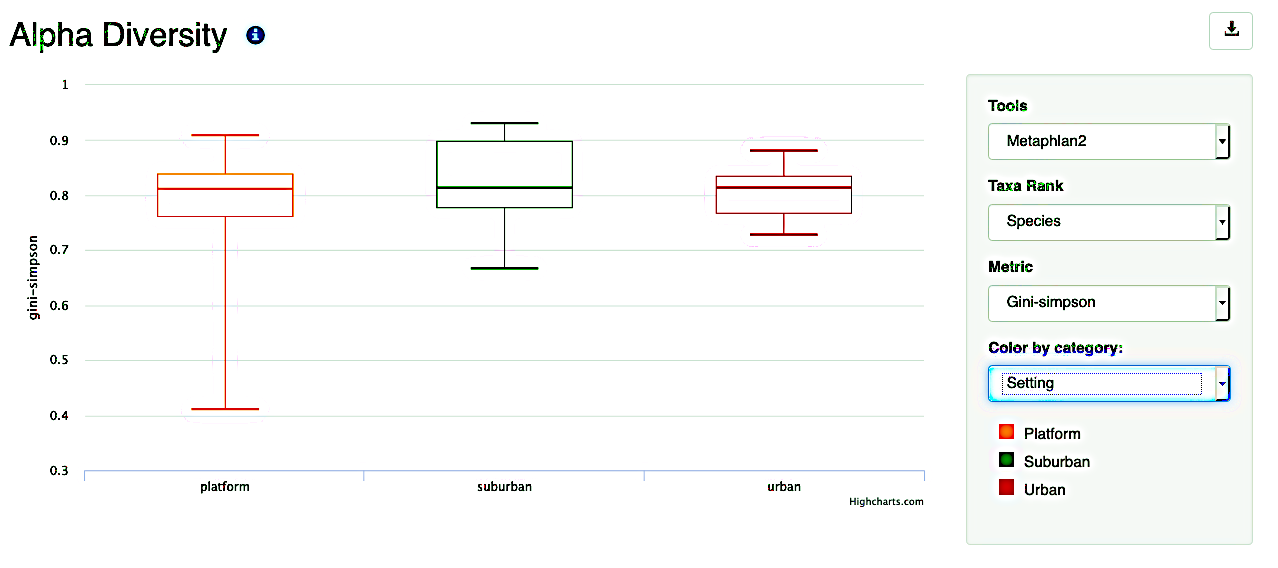 Alpha Diversity
1
0.9
0.8
0.7
0.6
0.5
0.4
0.3
gini-simpson
platform
suburban
urban
Highcharts.com
Tools
Metaphlan2
Taxa Rank
Species
Metric
Gini-simpson
Color by category:
Setting
Platform
Suburban
Urban